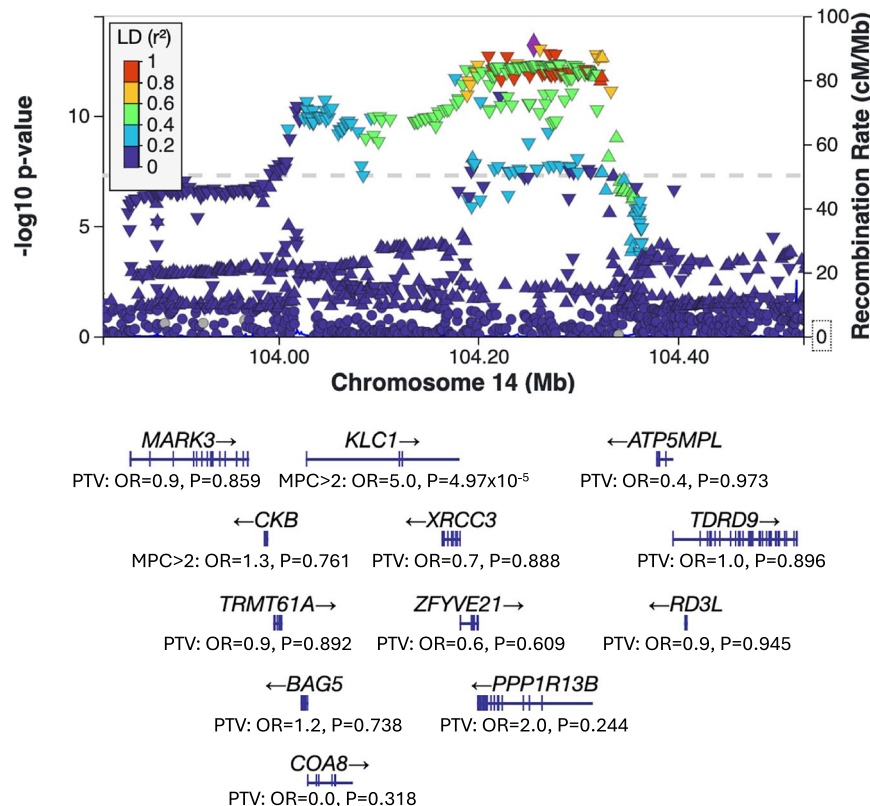 LD (r²)
1
0.8
0.6
0.4
0.2
0
-log10 p-value
10
5
0
100
80
60
40
20
0
Recombination Rate (cM/Mb)
104.00 104.20 104.40
Chromosome 14 (Mb)
MARK3→ KLC1→ ←ATP5MPL
PTV: OR=0.9, P=0.859 MPC>2: OR=5.0, P=4.97x10⁻⁵ PTV: OR=0.4, P=0.973
←CKB ←XRCC3 TDRD9→
MPC>2: OR=1.3, P=0.761 PTV: OR=0.7, P=0.888 PTV: OR=1.0, P=0.896
TRMT61A→ ZFYVE21→ ←RD3L
PTV: OR=0.9, P=0.892 PTV: OR=0.6, P=0.609 PTV: OR=0.9, P=0.945
←BAG5 ←PPP1R13B
PTV: OR=1.2, P=0.738 PTV: OR=2.0, P=0.244
COA8→
PTV: OR=0.0, P=0.318